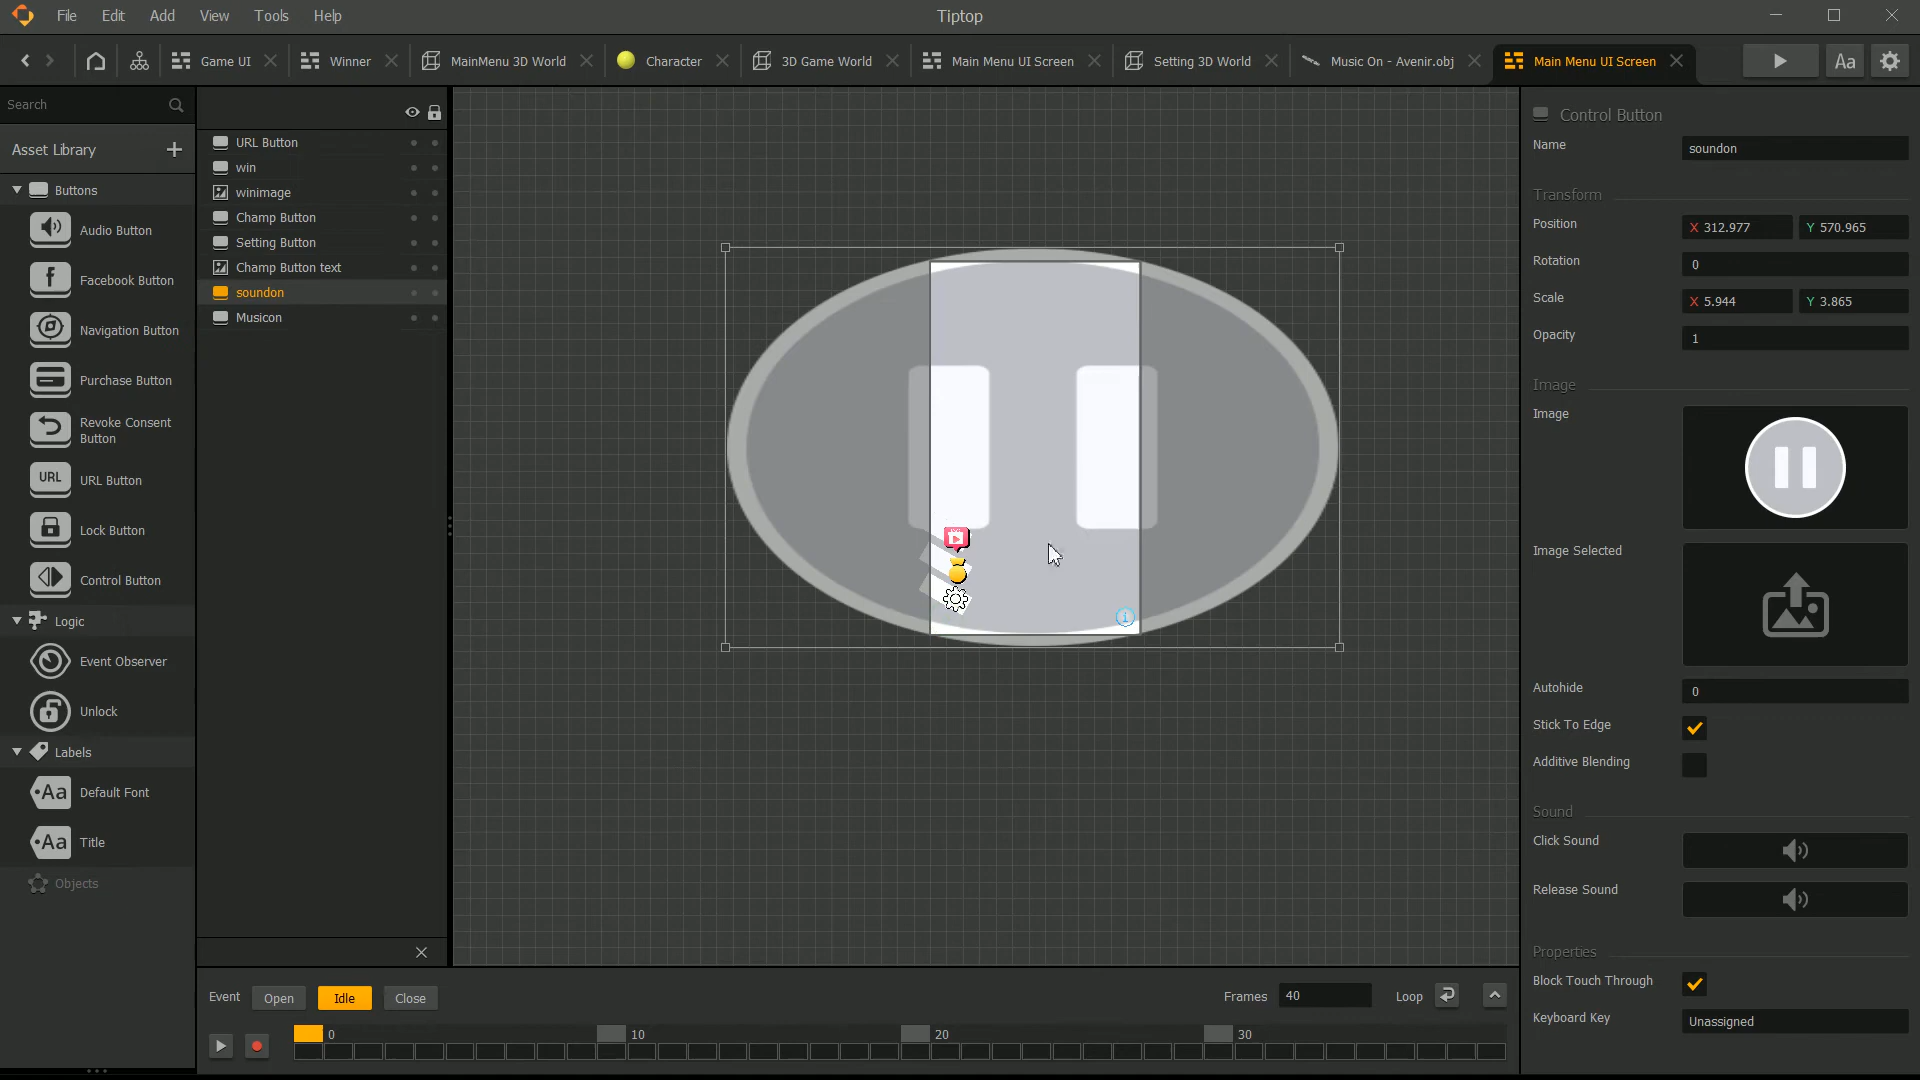 File Edit Add View Tools Help
Tiptop
Game UI
Winner
MainMenu 3D World
Character
3D Game World
Main Menu UI Screen
Setting 3D World
Music On - Avenir.obj
Main Menu UI Screen
Aa
Search
Asset Library
Buttons
Audio Button
Facebook Button
Navigation Button
Purchase Button
Revoke Consent
Button
URL
URL Button
Lock Button
Control Button
Logic
Event Observer
Unlock
Labels
Aa
Default Font
Aa
Title
Objects
URL Button
win
winimage
Champ Button
Setting Button
Champ Button text
soundon
Musicon
Control Button
Name
soundon
Transform
Position
X 312.977
Y 570.965
Rotation
0
Scale
X 5.944
Y 3.865
Opacity
1
Image
Image
Image Selected
Autohide
0
Stick To Edge
Additive Blending
Sound
Click Sound
Release Sound
Properties
Block Touch Through
Keyboard Key
Unassigned
Event
Open
Idle
Close
Frames
40
Loop
0
10
20
30